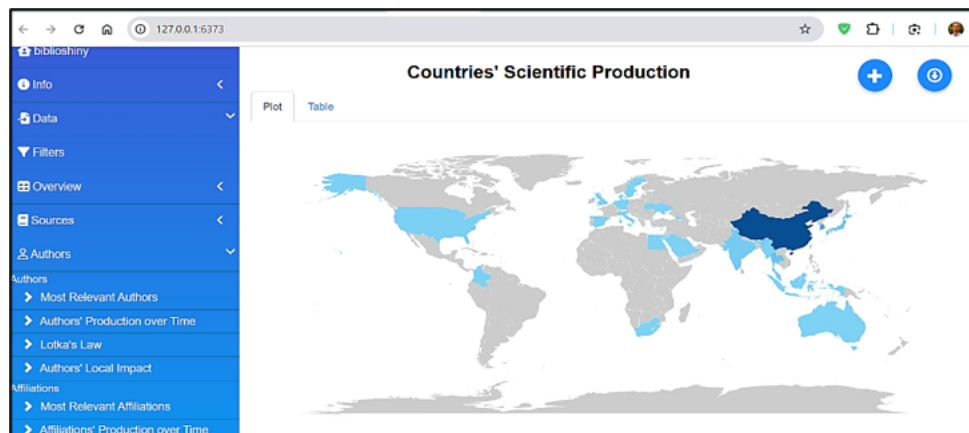 127.0.0.1:6373
biblioshiny
Info
Data
Filters
Overview
Sources
Authors
Authors
Most Relevant Authors
Authors' Production over Time
Lotka's Law
Authors' Local Impact
Affiliations
Most Relevant Affiliations
Affiliations' Production over Time
Countries' Scientific Production
Plot Table